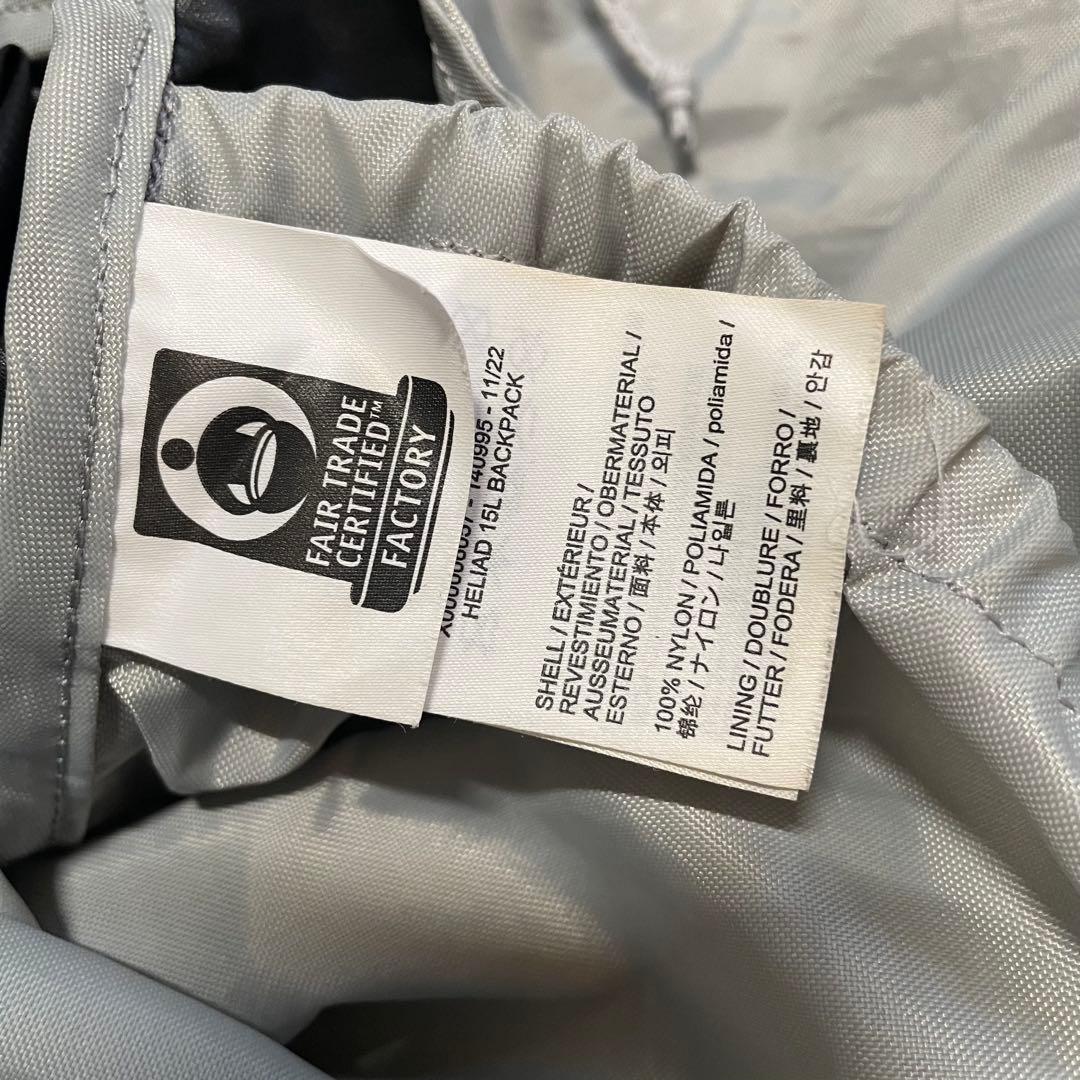 FAIR TRADE
CERTIFIED™
FACTORY
140995 - 11/22
HELIAD 15L BACKPACK
SHELL / EXTÉRIEUR /
REVESTIMIENTO / OBERMATERIAL /
AUSSEUMATERIAL / TESSUTO
ESTERNO / 面料 / 本体 / 외피
100% NYLON / POLIAMIDA / poliamida /
锦纶 / ナイロン / 나일론
LINING / DOUBLURE / FORRO /
FUTTER / FODERA / 里料 / 裏地 / 안감